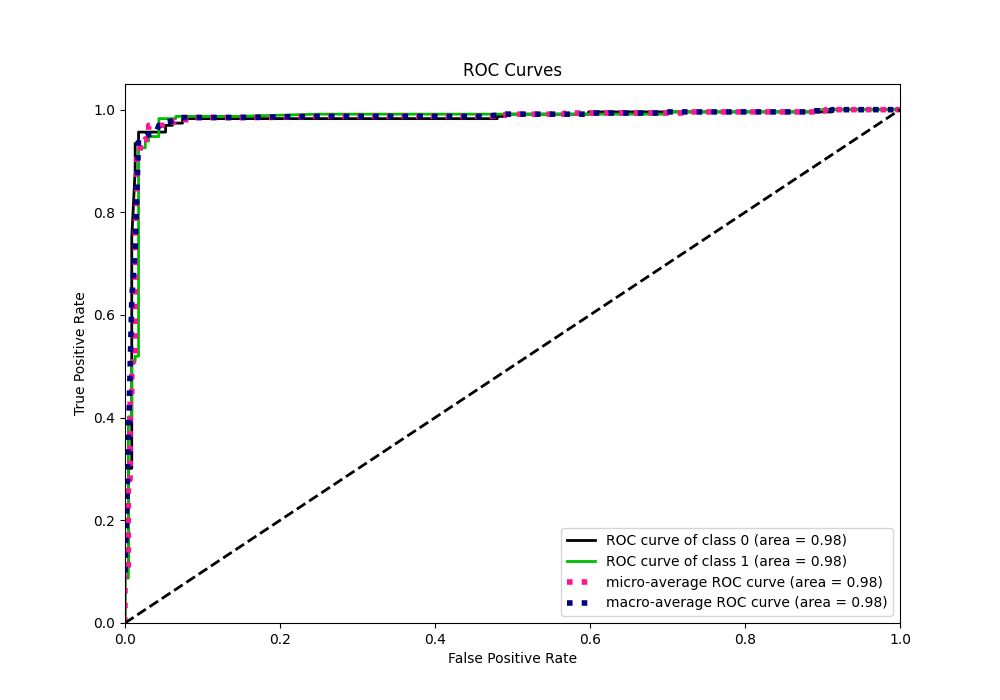 ROC Curves
True Positive Rate
1.0
0.8
0.6
0.4
0.2
0.0
ROC curve of class 0 (area = 0.98)
ROC curve of class 1 (area = 0.98)
micro-average ROC curve (area = 0.98)
macro-average ROC curve (area = 0.98)
0.0 0.2 0.4 0.6 0.8 1.0
False Positive Rate